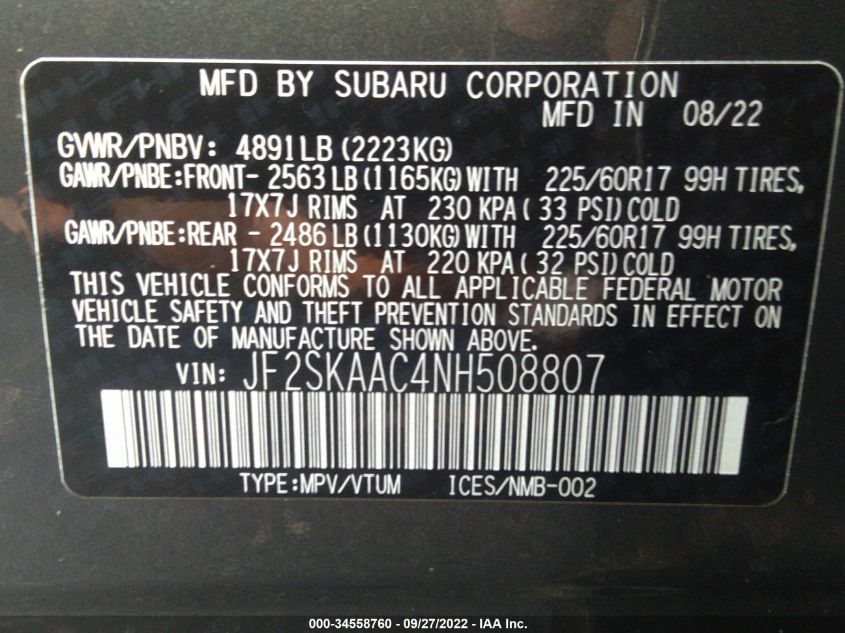 MFD BY SUBARU CORPORATION
MFD IN 08/22
GVWR/PNBV: 4891LB (2223KG)
GAWR/PNBE:FRONT- 2563 LB (1165KG) WITH 225/60R17 99H TIRES,
17X7J RIMS AT 230 KPA ( 33 PSI) COLD
GAWR/PNBE:REAR - 2486 LB (1130KG) WITH 225/60R17 99H TIRES,
17X7J RIMS AT 220 KPA ( 32 PSI) COLD
THIS VEHICLE CONFORMS TO ALL APPLICABLE FEDERAL MOTOR
VEHICLE SAFETY AND THEFT PREVENTION STANDARDS IN EFFECT ON
THE DATE OF MANUFACTURE SHOWN ABOVE.
VIN: JF2SKAAC4NH508807
TYPE:MPV/VTUM ICES/NMB-002
000-34558760 - 09/27/2022 - IAA Inc.